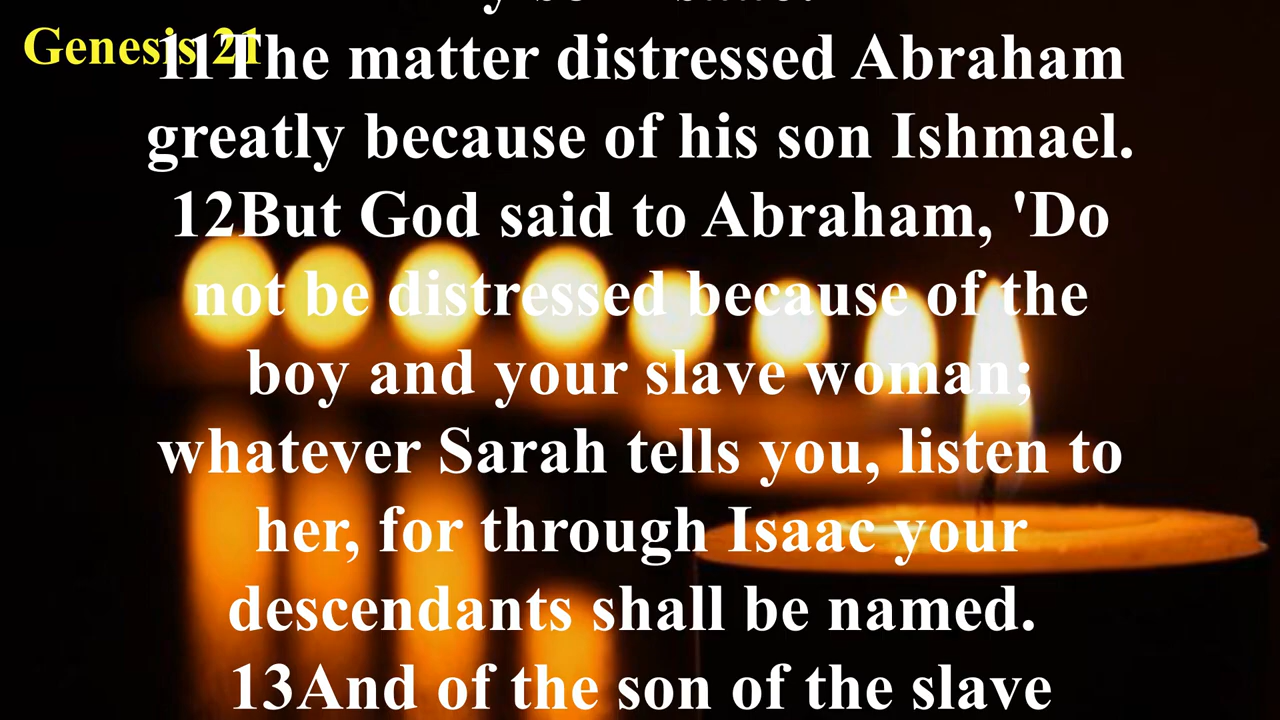 Genesis 21
11The matter distressed Abraham
greatly because of his son Ishmael.
12But God said to Abraham, 'Do
not be distressed because of the
boy and your slave woman;
whatever Sarah tells you, listen to
her, for through Isaac your
descendants shall be named.
13And of the son of the slave